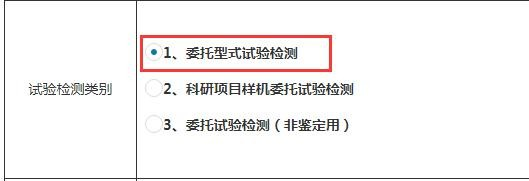 试验检测类别
1、委托型式试验检测
2、科研项目样机委托试验检测
3、委托试验检测（非鉴定用）